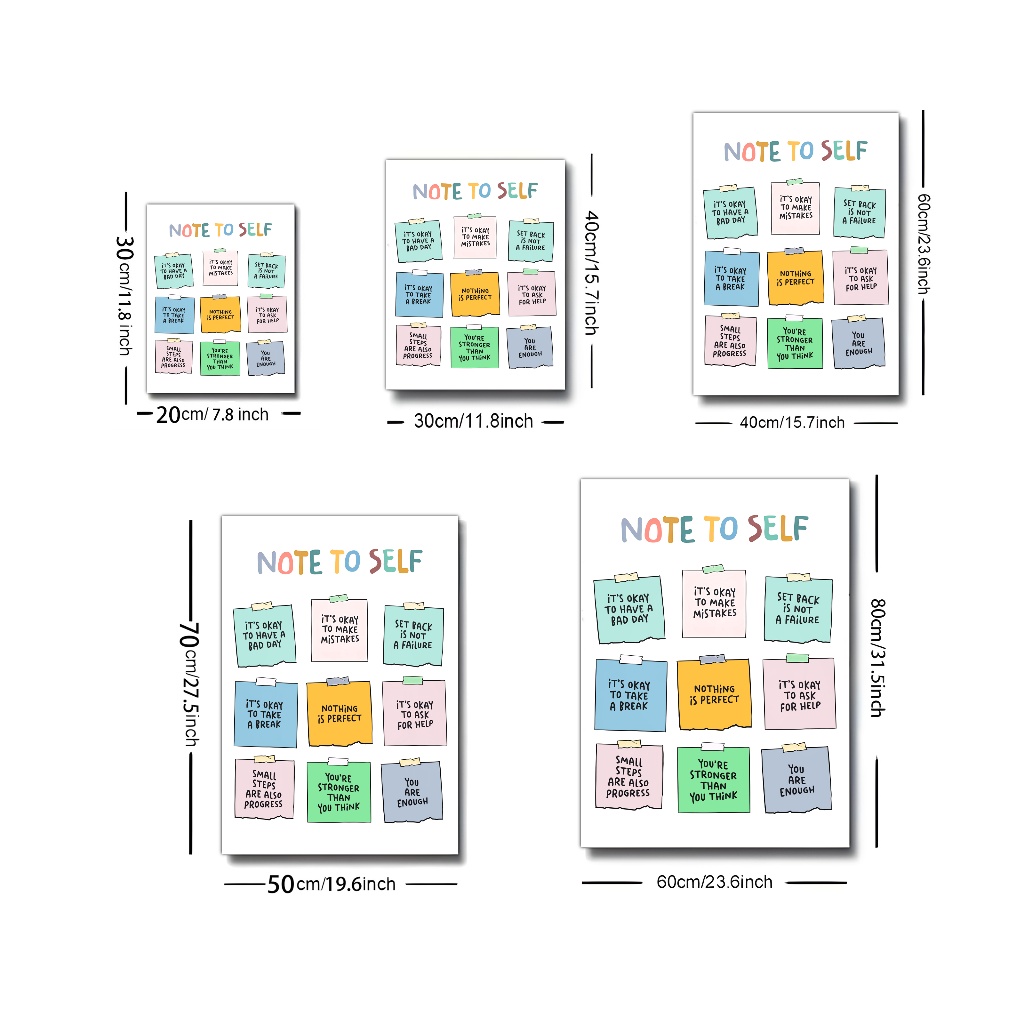 NOTE TO SELF
iT'S OKAY
TO HAVE A
BAD DAY
iT'S OKAY
TO MAKE
MiSTAKES
SET BACK
iS NOT
A FAiLURE
iT'S OKAY
TO TAKE
A BREAK
NOTHiNG
iS PERFECT
iT'S OKAY
TO ASK
FOR HELP
SMALL
STEPS
ARE ALSO
PROGRESS
YOU'RE
STRONGER
THAN
YOU THiNK
YOU
ARE
ENOUGH
30cm/11.8 inch
20cm/ 7.8 inch
NOTE TO SELF
iT'S OKAY
TO HAVE A
BAD DAY
iT'S OKAY
TO MAKE
MiSTAKES
SET BACK
iS NOT
A FAiLURE
iT'S OKAY
TO TAKE
A BREAK
NOTHiNG
iS PERFECT
iT'S OKAY
TO ASK
FOR HELP
SMALL
STEPS
ARE ALSO
PROGRESS
YOU'RE
STRONGER
THAN
YOU THiNK
YOU
ARE
ENOUGH
40cm/15.7inch
30cm/11.8inch
NOTE TO SELF
iT'S OKAY
TO HAVE A
BAD DAY
iT'S OKAY
TO MAKE
MiSTAKES
SET BACK
iS NOT
A FAiLURE
iT'S OKAY
TO TAKE
A BREAK
NOTHiNG
iS PERFECT
iT'S OKAY
TO ASK
FOR HELP
SMALL
STEPS
ARE ALSO
PROGRESS
YOU'RE
STRONGER
THAN
YOU THiNK
YOU
ARE
ENOUGH
60cm/23.6inch
40cm/15.7inch
NOTE TO SELF
iT'S OKAY
TO HAVE A
BAD DAY
iT'S OKAY
TO MAKE
MiSTAKES
SET BACK
iS NOT
A FAiLURE
iT'S OKAY
TO TAKE
A BREAK
NOTHiNG
iS PERFECT
iT'S OKAY
TO ASK
FOR HELP
SMALL
STEPS
ARE ALSO
PROGRESS
YOU'RE
STRONGER
THAN
YOU THiNK
YOU
ARE
ENOUGH
70cm/27.5inch
50cm/19.6inch
NOTE TO SELF
iT'S OKAY
TO HAVE A
BAD DAY
iT'S OKAY
TO MAKE
MiSTAKES
SET BACK
iS NOT
A FAiLURE
iT'S OKAY
TO TAKE
A BREAK
NOTHiNG
iS PERFECT
iT'S OKAY
TO ASK
FOR HELP
SMALL
STEPS
ARE ALSO
PROGRESS
YOU'RE
STRONGER
THAN
YOU THiNK
YOU
ARE
ENOUGH
80cm/31.5inch
60cm/23.6inch